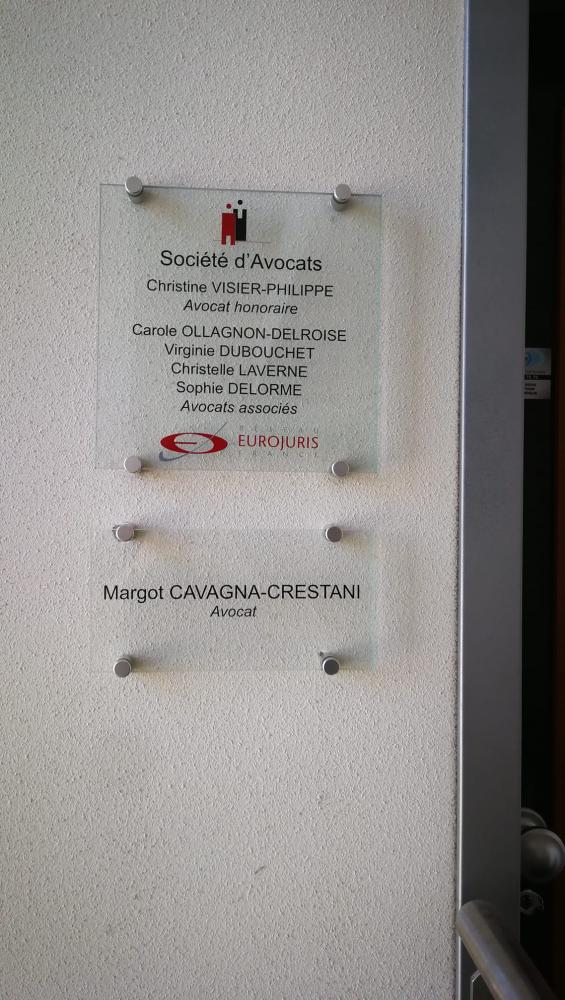 Société d'Avocats
Christine VISIER-PHILIPPE
Avocat honoraire
Carole OLLAGNON-DELROISE
Virginie DUBOUCHET
Christelle LAVERNE
Sophie DELORME
Avocats associés
RÉSEAU
EUROJURIS
FRANCE
Margot CAVAGNA-CRESTANI
Avocat